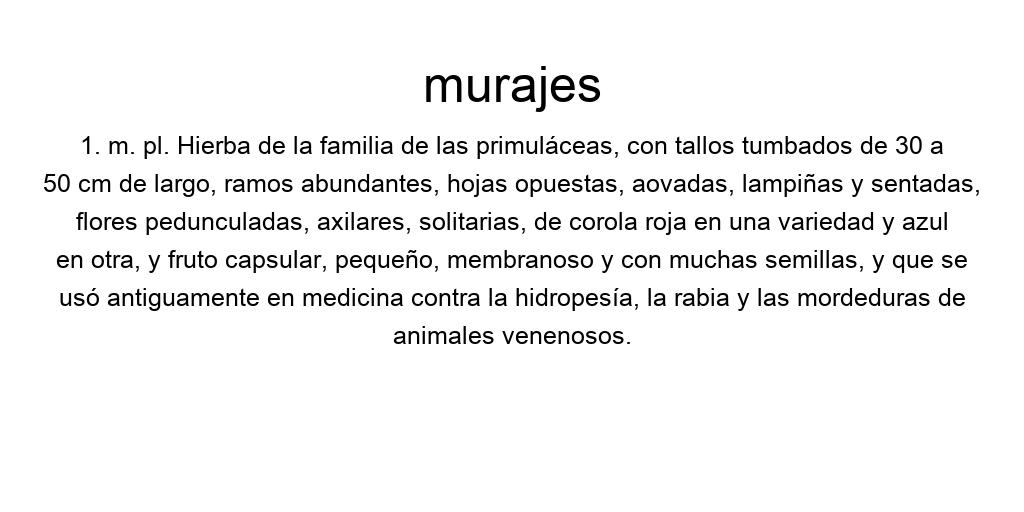 murajes
1. m. pl. Hierba de la familia de las primuláceas, con tallos tumbados de 30 a
50 cm de largo, ramos abundantes, hojas opuestas, aovadas, lampiñas y sentadas,
flores pedunculadas, axilares, solitarias, de corola roja en una variedad y azul
en otra, y fruto capsular, pequeño, membranoso y con muchas semillas, y que se
usó antiguamente en medicina contra la hidropesía, la rabia y las mordeduras de
animales venenosos.